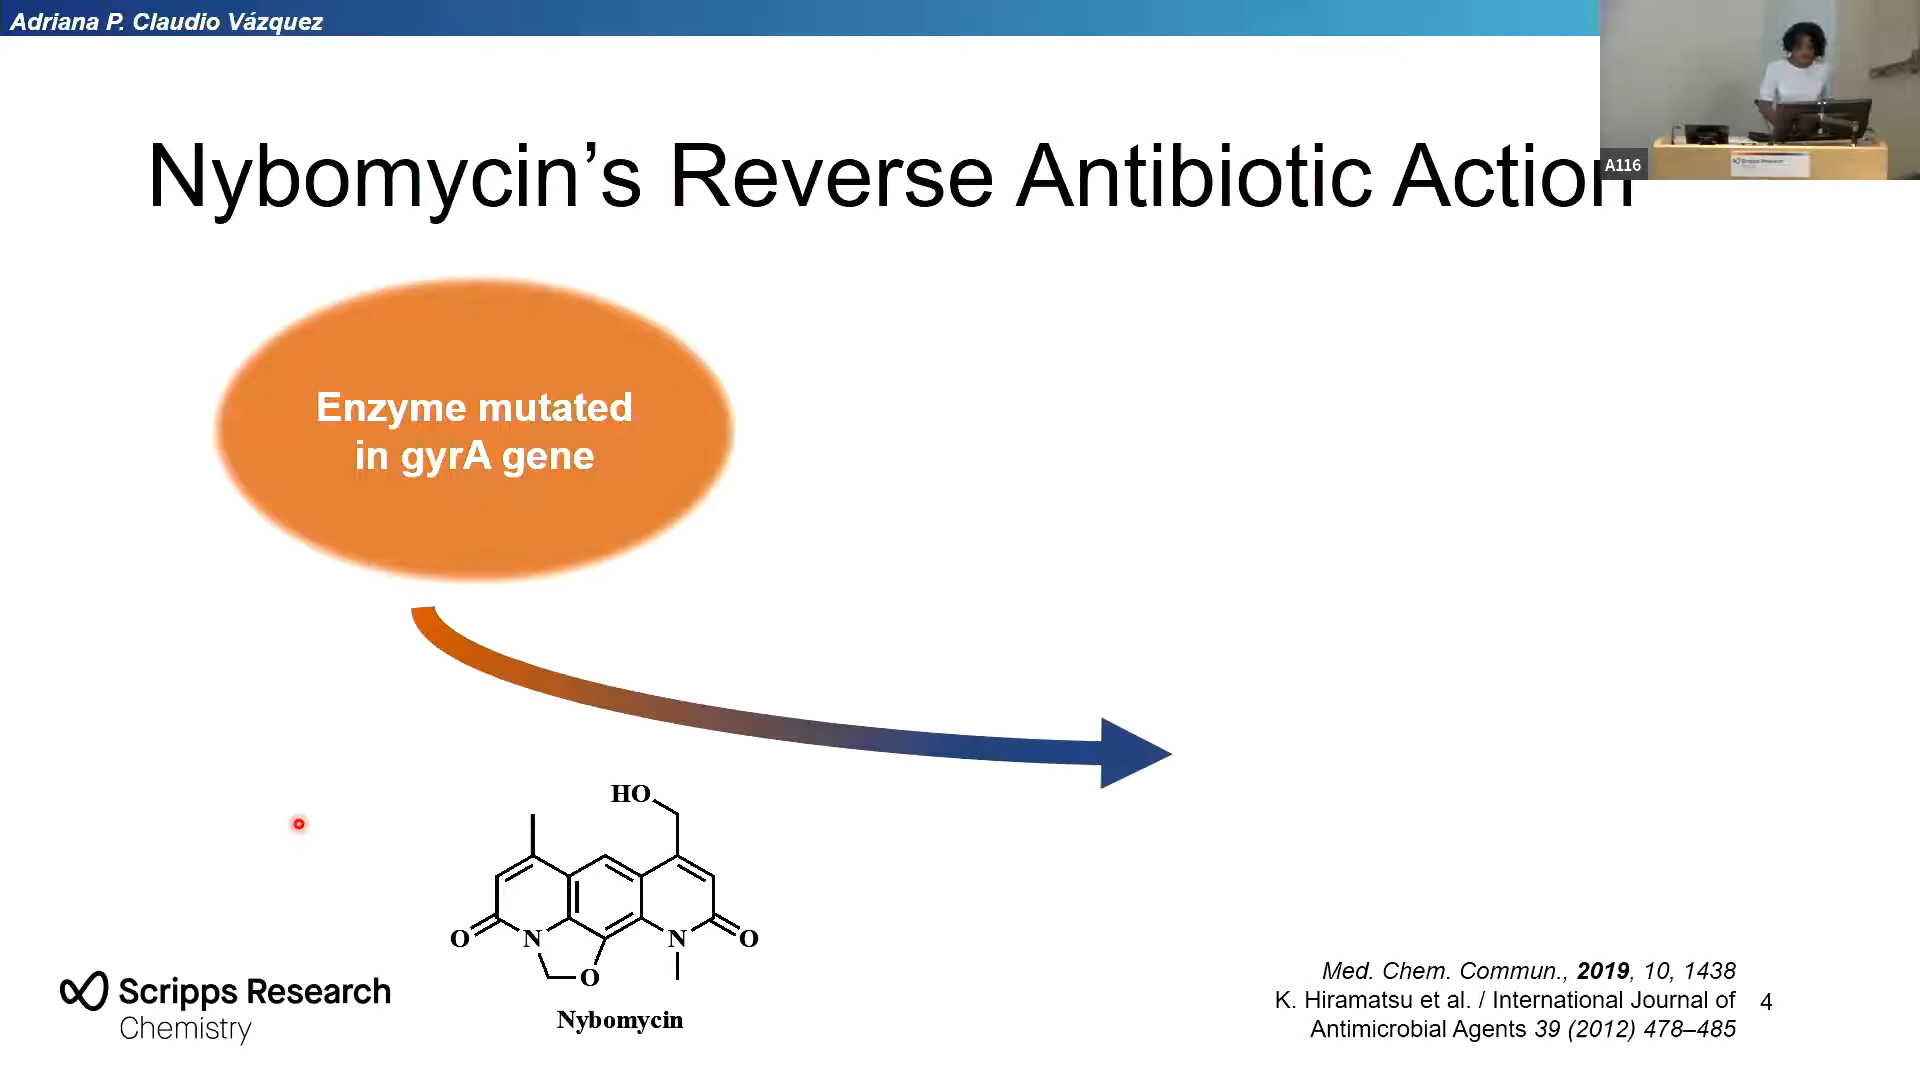 Adriana P. Claudio Vázquez
A116
Nybomycin’s Reverse Antibiotic Action
Enzyme mutated
in gyrA gene
HO
O
N
N
O
O
Nybomycin
Scripps Research
Chemistry
Med. Chem. Commun., 2019, 10, 1438
K. Hiramatsu et al. / International Journal of
Antimicrobial Agents 39 (2012) 478–485
4